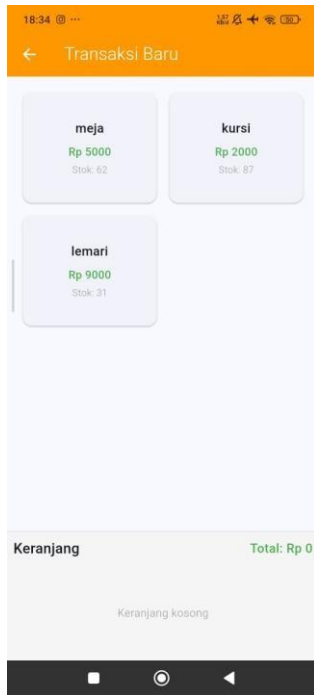 18:34
Transaksi Baru
meja
Rp 5000
Stok: 62
kursi
Rp 2000
Stok: 87
lemari
Rp 9000
Stok: 31
Keranjang
Total: Rp 0
Keranjang kosong